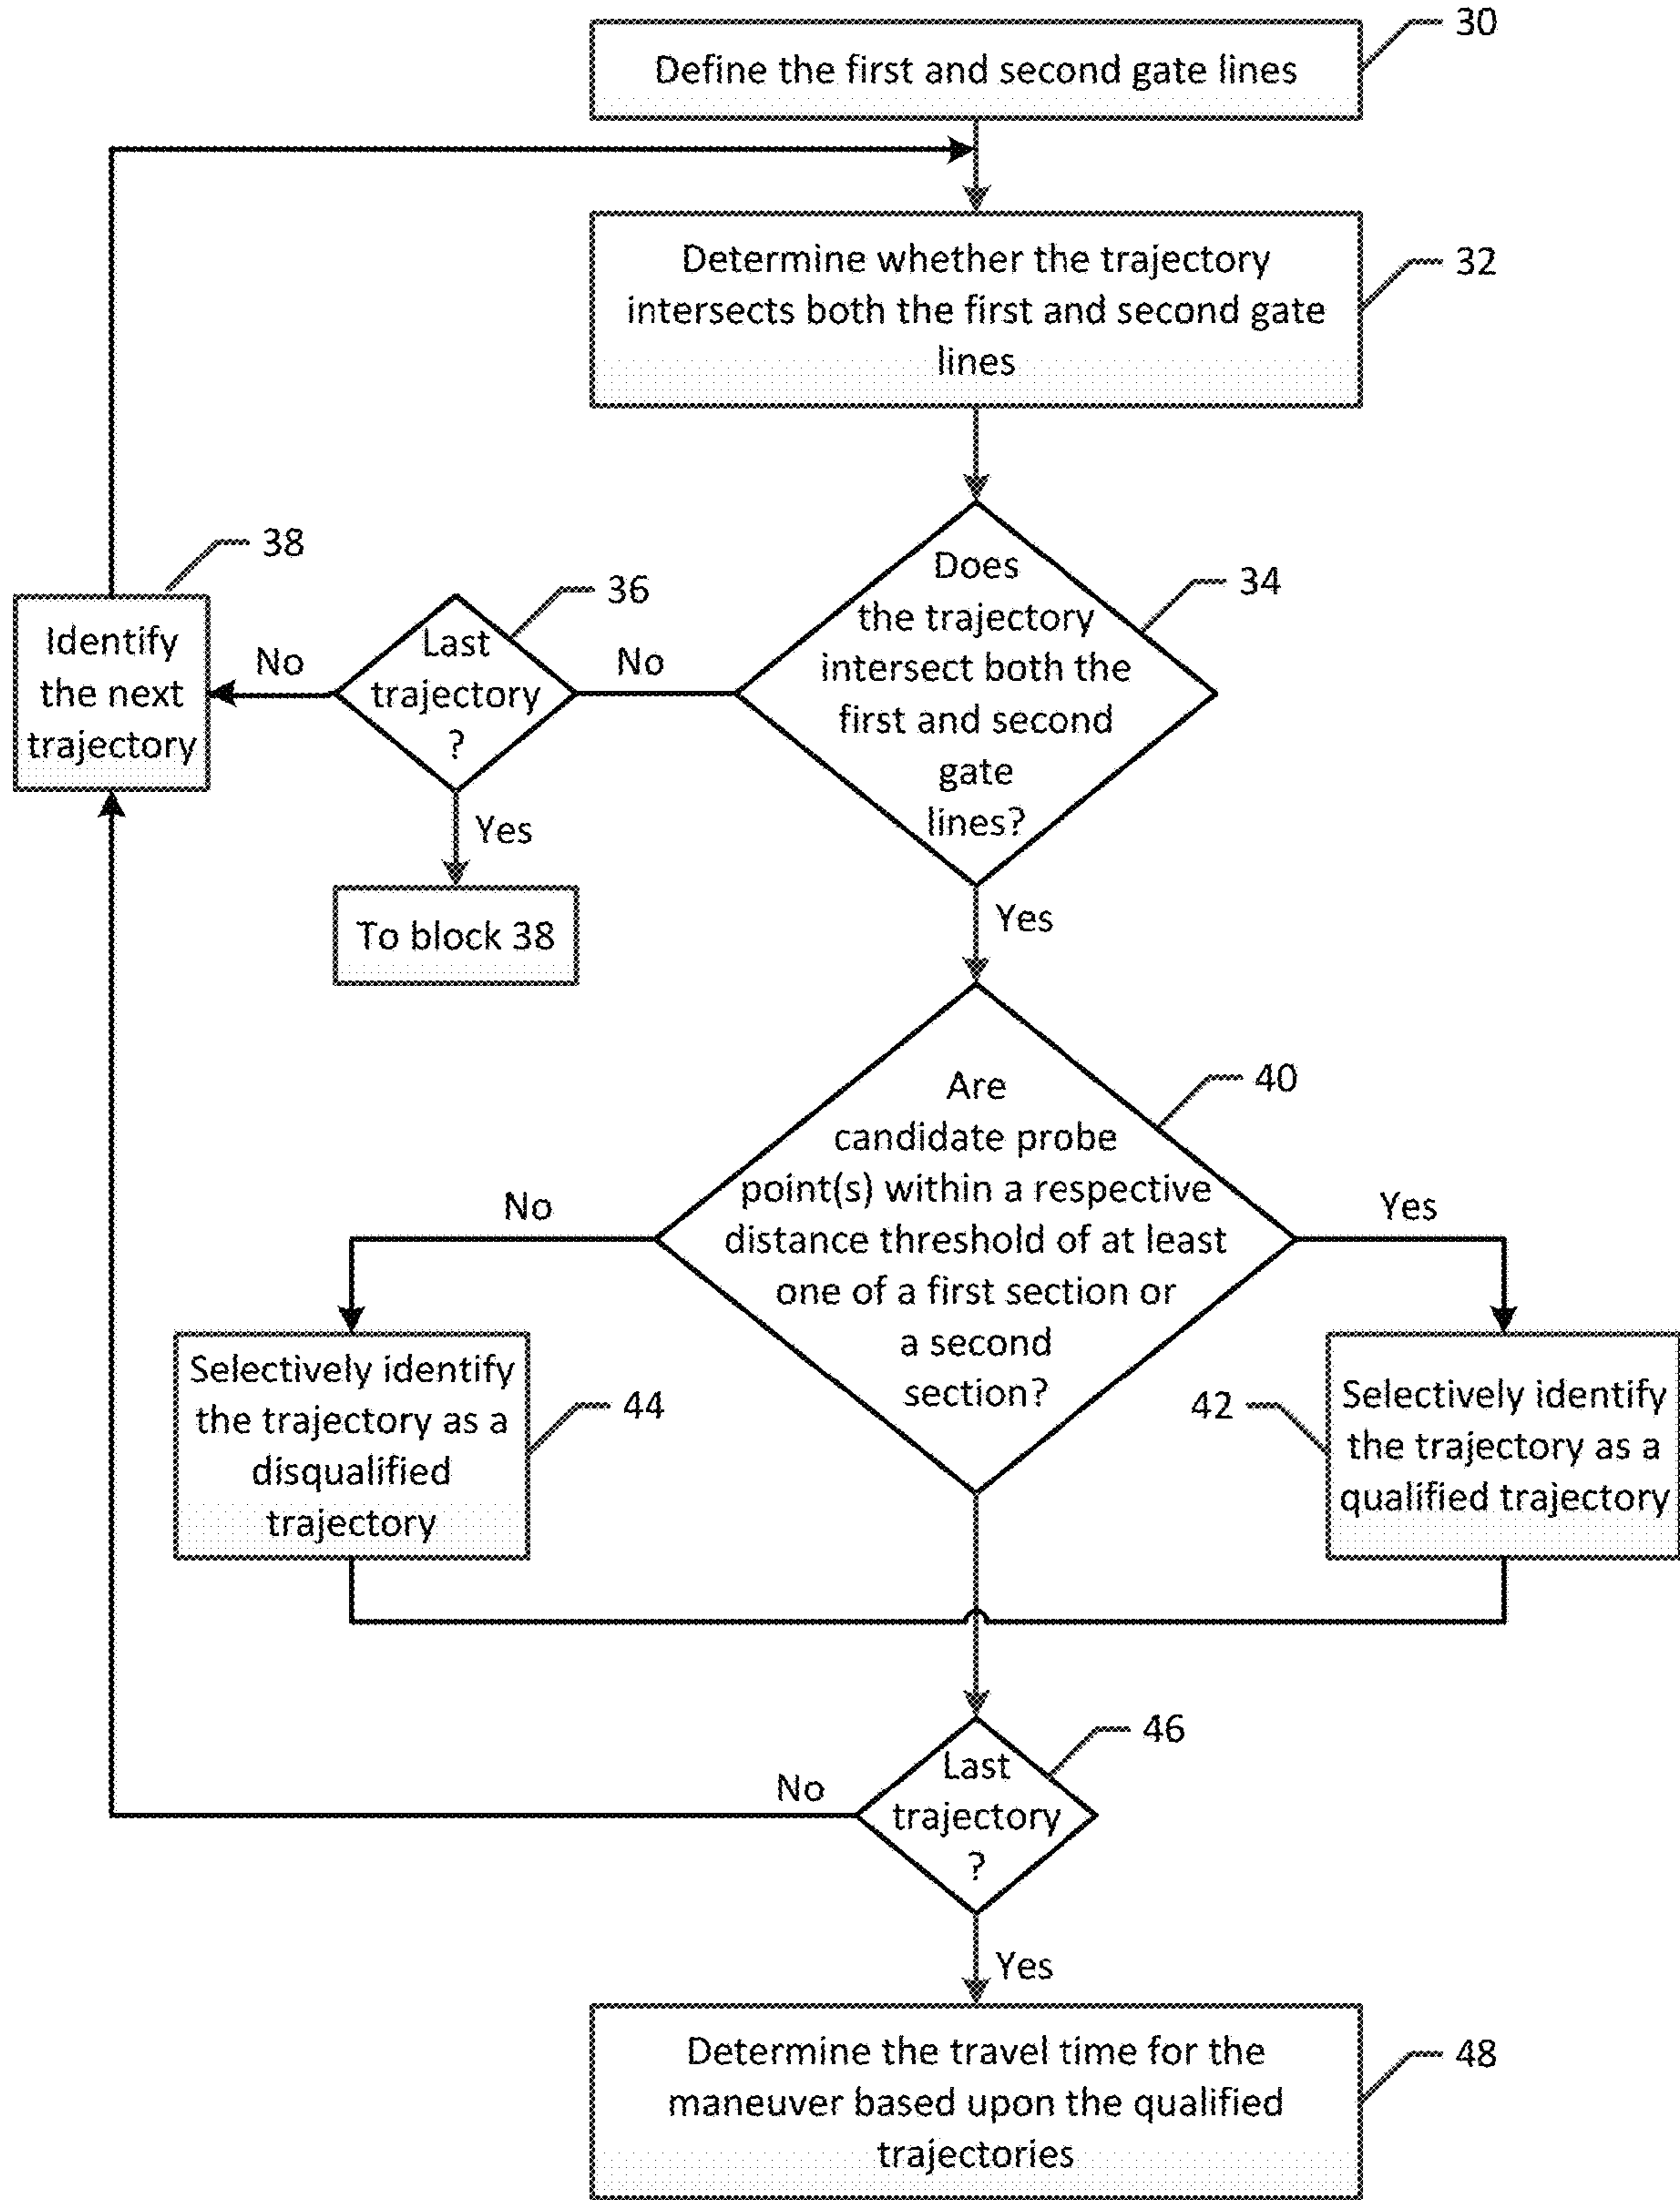 30
Define the first and second gate lines
Determine whether the trajectory
intersects both the first and second gate
lines
32
Does
the trajectory
intersect both the
first and second
gate
lines?
34
No
Last
trajectory
?
36
No
Identify
the next
trajectory
38
Yes
To block 38
Yes
Are
candidate probe
point(s) within a respective
distance threshold of at least
one of a first section or
a second
section?
40
No
Yes
Selectively identify
the trajectory as a
disqualified
trajectory
44
42
Selectively identify
the trajectory as a
qualified trajectory
Last
trajectory
?
46
No
Yes
Determine the travel time for the
maneuver based upon the qualified
trajectories
48